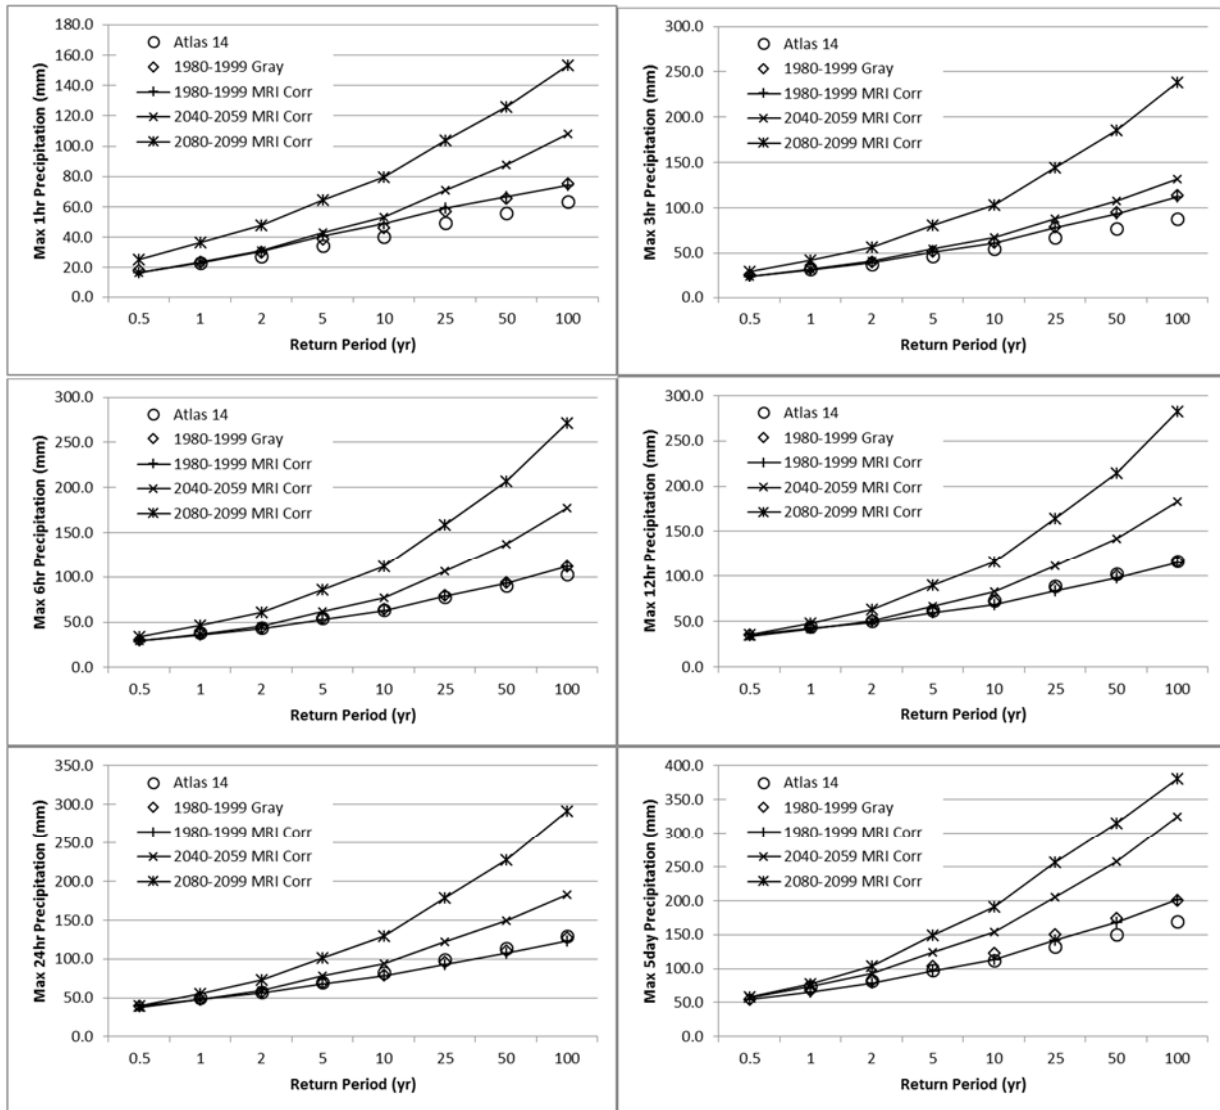 180.0
160.0
140.0
120.0
100.0
80.0
60.0
40.0
20.0
0.0
Max 1hr Precipitation (mm)
Atlas 14
1980-1999 Gray
1980-1999 MRI Corr
2040-2059 MRI Corr
2080-2099 MRI Corr
0.5 1 2 5 10 25 50 100
Return Period (yr)
300.0
250.0
200.0
150.0
100.0
50.0
0.0
Max 3hr Precipitation (mm)
Atlas 14
1980-1999 Gray
1980-1999 MRI Corr
2040-2059 MRI Corr
2080-2099 MRI Corr
0.5 1 2 5 10 25 50 100
Return Period (yr)
300.0
250.0
200.0
150.0
100.0
50.0
0.0
Max 6hr Precipitation (mm)
Atlas 14
1980-1999 Gray
1980-1999 MRI Corr
2040-2059 MRI Corr
2080-2099 MRI Corr
0.5 1 2 5 10 25 50 100
Return Period (yr)
300.0
250.0
200.0
150.0
100.0
50.0
0.0
Max 12hr Precipitation (mm)
Atlas 14
1980-1999 Gray
1980-1999 MRI Corr
2040-2059 MRI Corr
2080-2099 MRI Corr
0.5 1 2 5 10 25 50 100
Return Period (yr)
350.0
300.0
250.0
200.0
150.0
100.0
50.0
0.0
Max 24hr Precipitation (mm)
Atlas 14
1980-1999 Gray
1980-1999 MRI Corr
2040-2059 MRI Corr
2080-2099 MRI Corr
0.5 1 2 5 10 25 50 100
Return Period (yr)
400.0
350.0
300.0
250.0
200.0
150.0
100.0
50.0
0.0
Max 5day Precipitation (mm)
Atlas 14
1980-1999 Gray
1980-1999 MRI Corr
2040-2059 MRI Corr
2080-2099 MRI Corr
0.5 1 2 5 10 25 50 100
Return Period (yr)